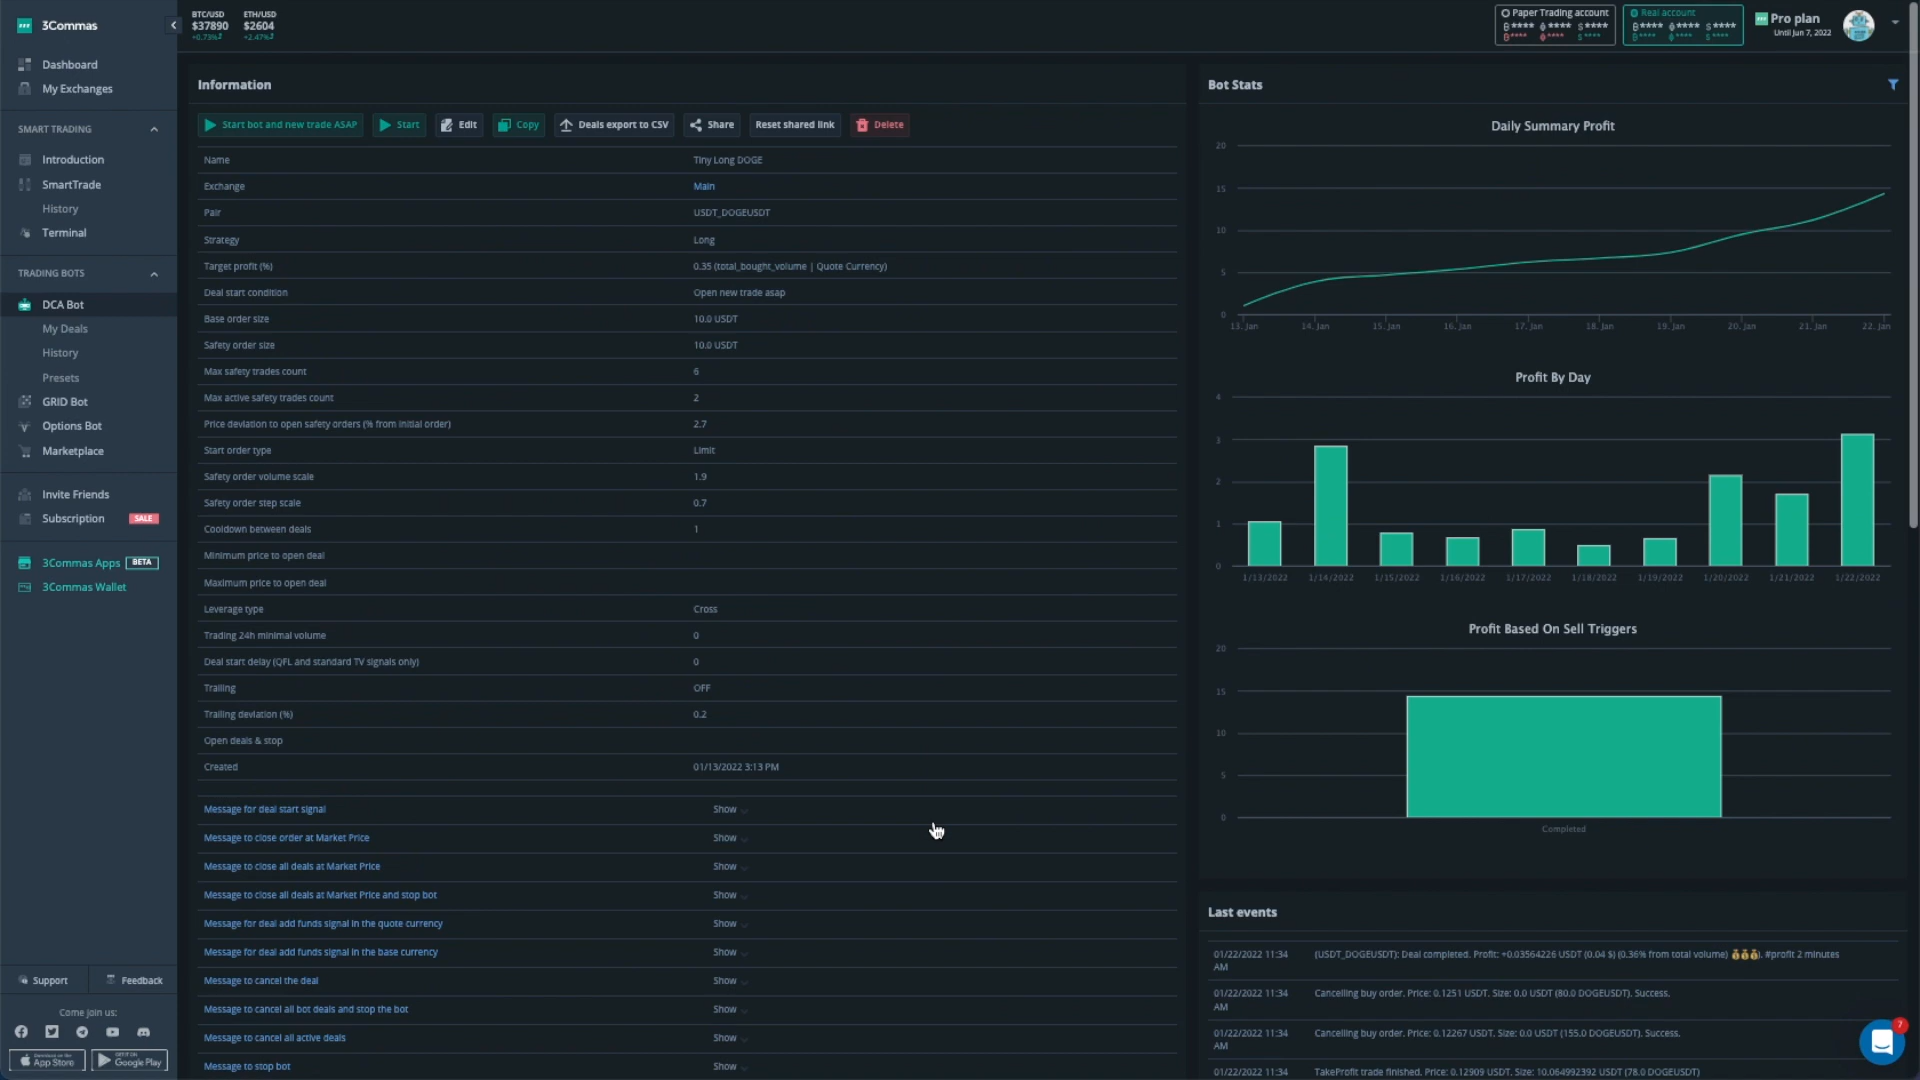 3Commas
BTC/USD ETH/USD
$37890 $2604
+0.73% +2.47%
Paper Trading account
Real account
Pro plan
Until Jun 7, 2022
Dashboard
My Exchanges
SMART TRADING
Introduction
SmartTrade
History
Terminal
TRADING BOTS
DCA Bot
My Deals
History
Presets
GRID Bot
Options Bot
Marketplace
Invite Friends
Subscription SALE
3Commas Apps BETA
3Commas Wallet
Support Feedback
Come join us:
Download on the App Store
GET IT ON Google Play
Information
Start bot and new trade ASAP Start Edit Copy Deals export to CSV Share Reset shared link Delete
Name Tiny Long DOGE
Exchange Main
Pair USDT_DOGEUSDT
Strategy Long
Target profit (%) 0.35 (total_bought_volume | Quote Currency)
Deal start condition Open new trade asap
Base order size 10.0 USDT
Safety order size 10.0 USDT
Max safety trades count 6
Max active safety trades count 2
Price deviation to open safety orders (% from initial order) 2.7
Start order type Limit
Safety order volume scale 1.9
Safety order step scale 0.7
Cooldown between deals 1
Minimum price to open deal
Maximum price to open deal
Leverage type Cross
Trading 24h minimal volume 0
Deal start delay (QFL and standard TV signals only) 0
Trailing OFF
Trailing deviation (%) 0.2
Open deals & stop
Created 01/13/2022 3:13 PM
Message for deal start signal Show
Message to close order at Market Price Show
Message to close all deals at Market Price Show
Message to close all deals at Market Price and stop bot Show
Message for deal add funds signal in the quote currency Show
Message for deal add funds signal in the base currency Show
Message to cancel the deal Show
Message to cancel all bot deals and stop the bot Show
Message to cancel all active deals Show
Message to stop bot Show
Bot Stats
Daily Summary Profit
20
15
10
5
0
13. Jan 14. Jan 15. Jan 16. Jan 17. Jan 18. Jan 19. Jan 20. Jan 21. Jan 22. Jan
Profit By Day
4
3
2
1
0
1/13/2022 1/14/2022 1/15/2022 1/16/2022 1/17/2022 1/18/2022 1/19/2022 1/20/2022 1/21/2022 1/22/2022
Profit Based On Sell Triggers
20
15
10
5
0
Completed
Last events
01/22/2022 11:34 AM (USDT_DOGEUSDT): Deal completed. Profit: +0.03564226 USDT (0.04 $) (0.36% from total volume) 💰💰💰. #profit 2 minutes
01/22/2022 11:34 AM Cancelling buy order. Price: 0.1251 USDT. Size: 0.0 USDT (80.0 DOGEUSDT). Success.
01/22/2022 11:34 AM Cancelling buy order. Price: 0.12267 USDT. Size: 0.0 USDT (155.0 DOGEUSDT). Success.
01/22/2022 11:34 TakeProfit trade finished. Price: 0.12909 USDT. Size: 10.064992392 USDT (78.0 DOGEUSDT)
7